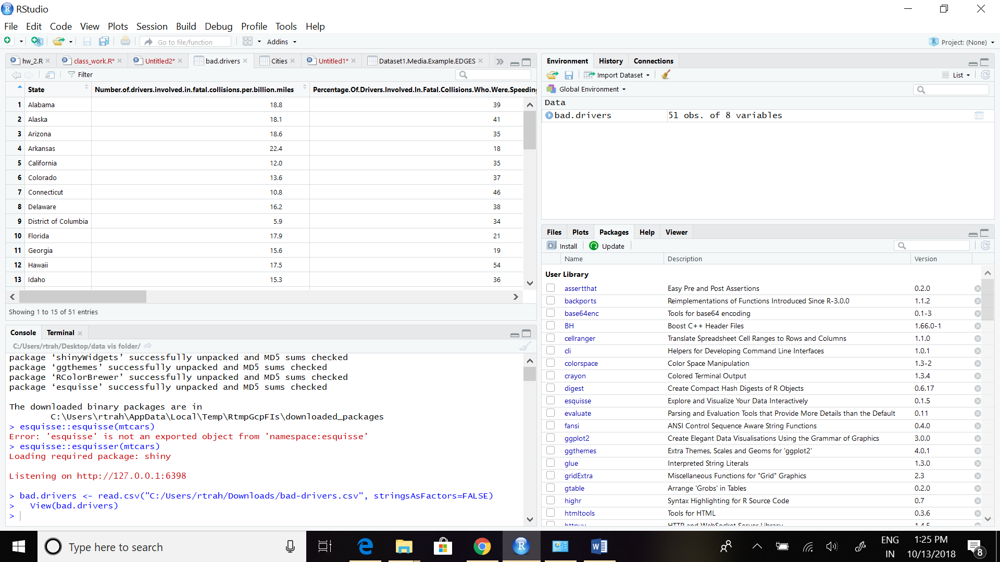 RStudio
File Edit Code View Plots Session Build Debug Profile Tools Help
Go to file/function Addins Project: (None)
hw_2.R class_work.R* Untitled2* bad.drivers Cities Untitled1* Dataset1.Media.Example.EDGES
Filter
State Number.of.drivers.involved.in.fatal.collisions.per.billion.miles Percentage.Of.Drivers.Involved.In.Fatal.Collisions.Who.Were.Speeding
1 Alabama 18.8 39
2 Alaska 18.1 41
3 Arizona 18.6 35
4 Arkansas 22.4 18
5 California 12.0 35
6 Colorado 13.6 37
7 Connecticut 10.8 46
8 Delaware 16.2 38
9 District of Columbia 5.9 34
10 Florida 17.9 21
11 Georgia 15.6 19
12 Hawaii 17.5 54
13 Idaho 15.3 36
Showing 1 to 15 of 51 entries
Console Terminal
C:/Users/rtrah/Desktop/data vis folder/
package ‘shinyWidgets’ successfully unpacked and MD5 sums checked
package ‘ggthemes’ successfully unpacked and MD5 sums checked
package ‘RColorBrewer’ successfully unpacked and MD5 sums checked
package ‘esquisse’ successfully unpacked and MD5 sums checked
The downloaded binary packages are in
C:\Users\rtrah\AppData\Local\Temp\RtmpGcpFIs\downloaded_packages
> esquisse::esquisse(mtcars)
Error: 'esquisse' is not an exported object from 'namespace:esquisse'
> esquisse::esquisser(mtcars)
Loading required package: shiny
Listening on http://127.0.0.1:6398
> bad.drivers <- read.csv("C:/Users/rtrah/Downloads/bad-drivers.csv", stringsAsFactors=FALSE)
> View(bad.drivers)
>
Environment History Connections
Import Dataset List
Global Environment
Data
bad.drivers 51 obs. of 8 variables
Files Plots Packages Help Viewer
Install Update
Name Description Version
User Library
assertthat Easy Pre and Post Assertions 0.2.0
backports Reimplementations of Functions Introduced Since R-3.0.0 1.1.2
base64enc Tools for base64 encoding 0.1-3
BH Boost C++ Header Files 1.66.0-1
cellranger Translate Spreadsheet Cell Ranges to Rows and Columns 1.1.0
cli Helpers for Developing Command Line Interfaces 1.0.1
colorspace Color Space Manipulation 1.3-2
crayon Colored Terminal Output 1.3.4
digest Create Compact Hash Digests of R Objects 0.6.17
esquisse Explore and Visualize Your Data Interactively 0.1.5
evaluate Parsing and Evaluation Tools that Provide More Details than the Default 0.11
fansi ANSI Control Sequence Aware String Functions 0.4.0
ggplot2 Create Elegant Data Visualisations Using the Grammar of Graphics 3.0.0
ggthemes Extra Themes, Scales and Geoms for 'ggplot2' 4.0.1
glue Interpreted String Literals 1.3.0
gridExtra Miscellaneous Functions for "Grid" Graphics 2.3
gtable Arrange 'Grobs' in Tables 0.2.0
highr Syntax Highlighting for R Source Code 0.7
htmltools Tools for HTML 0.3.6
httpuv HTTP and WebSocket Server Library 1.4.5
Type here to search
ENG
IN
1:25 PM
10/13/2018
8